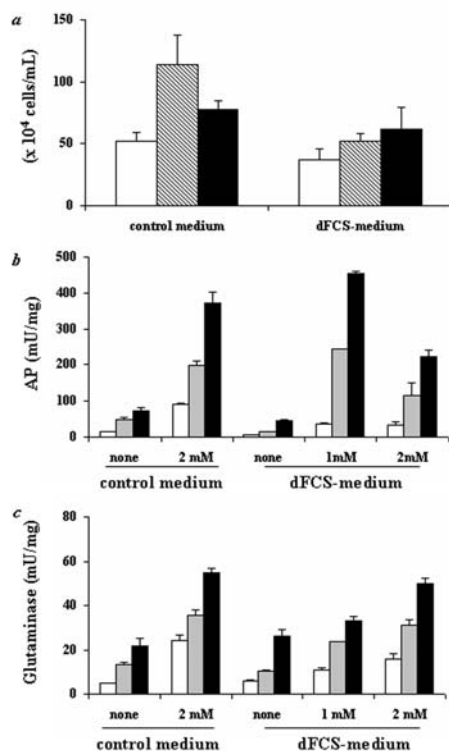 a
(x 10⁴ cells/mL)
150
100
50
0
control medium dFCS-medium
b
AP (mU/mg)
500
400
300
200
100
0
none 2 mM none 1mM 2mM
control medium dFCS-medium
c
Glutaminase (mU/mg)
80
60
40
20
0
none 2 mM none 1 mM 2 mM
control medium dFCS-medium